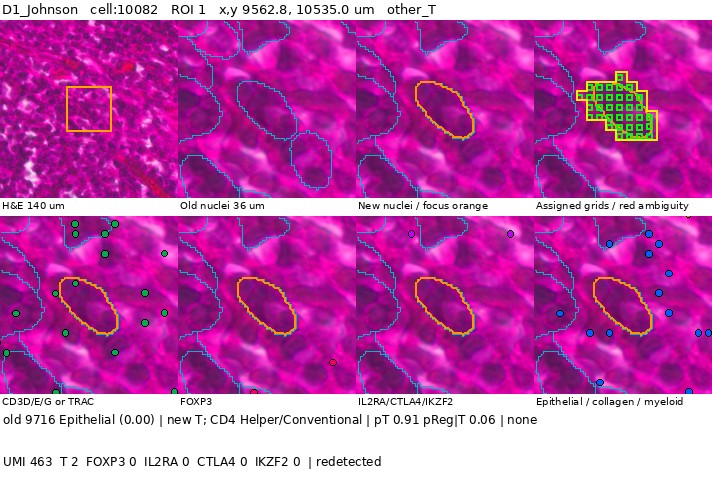 D1_Johnson cell:10082 ROI 1 x,y 9562.8, 10535.0 um other_T
H&E 140 um
Old nuclei 36 um
New nuclei / focus orange
Assigned grids / red ambiguity
CD3D/E/G or TRAC
FOXP3
IL2RA/CTLA4/IKZF2
Epithelial / collagen / myeloid
old 9716 Epithelial (0.00) | new T; CD4 Helper/Conventional | pT 0.91 pReg|T 0.06 | none
UMI 463 T 2 FOXP3 0 IL2RA 0 CTLA4 0 IKZF2 0 | redetected